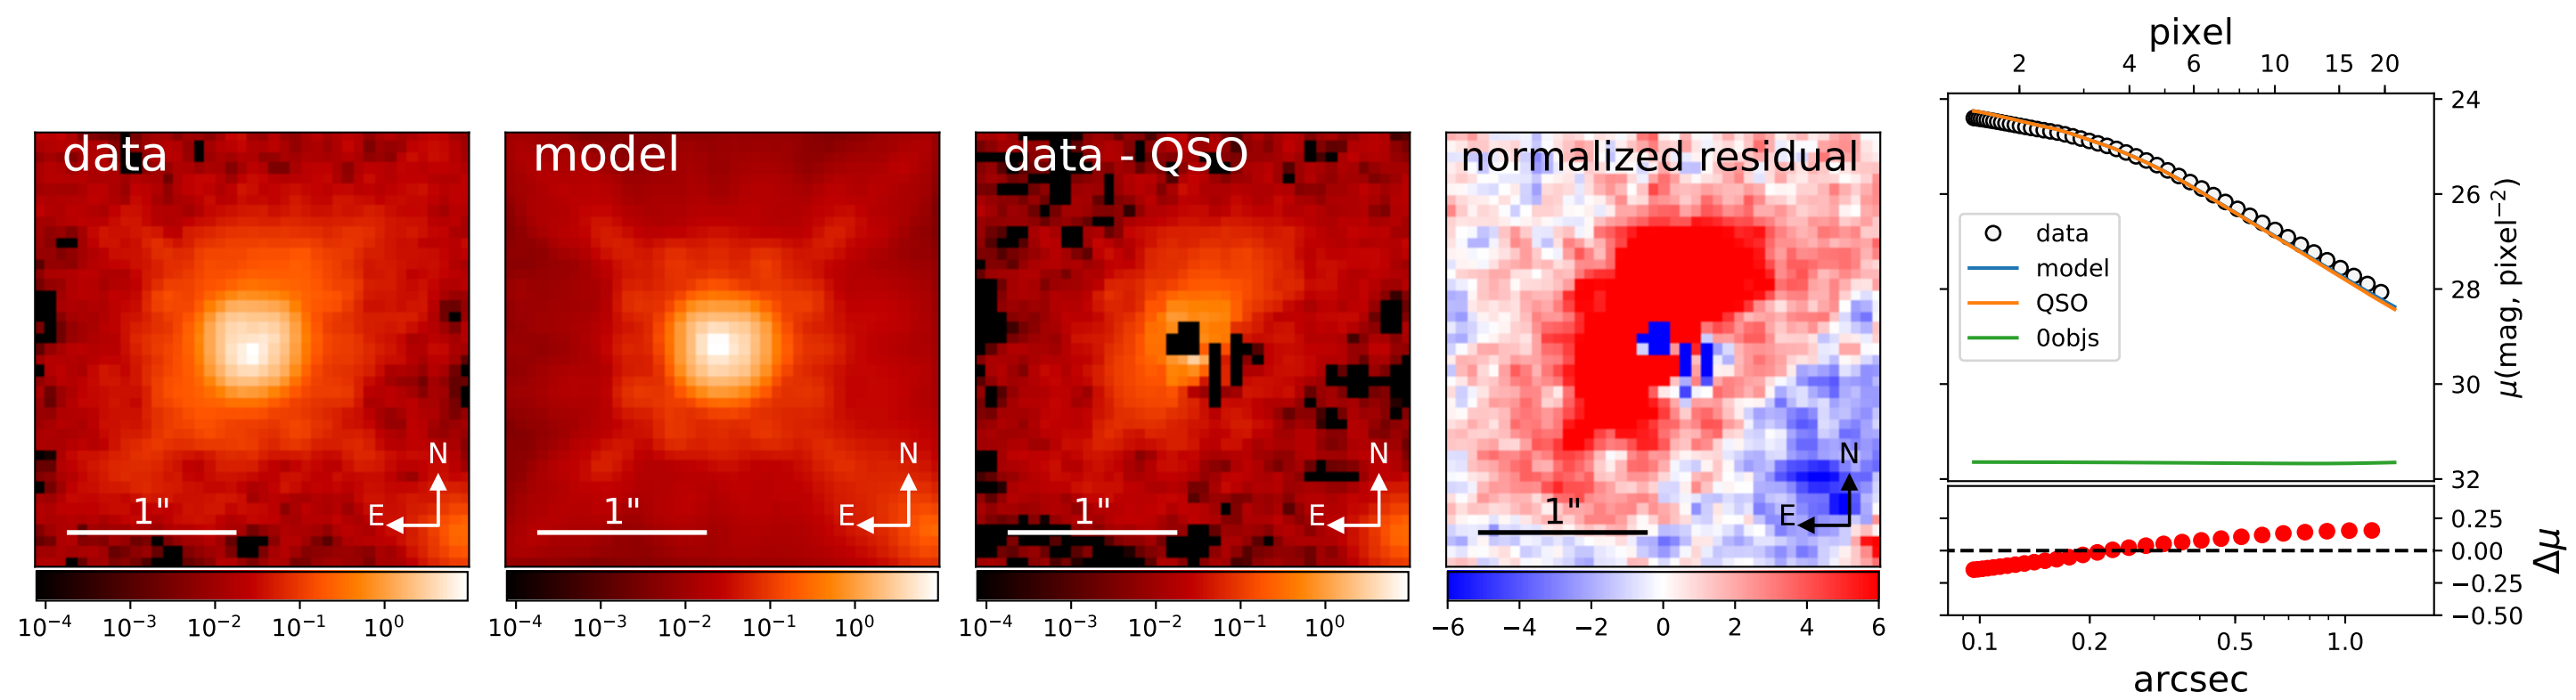 data
N
E
1"
10⁻⁴ 10⁻³ 10⁻² 10⁻¹ 10⁰
model
N
E
1"
10⁻⁴ 10⁻³ 10⁻² 10⁻¹ 10⁰
data - QSO
N
E
1"
10⁻⁴ 10⁻³ 10⁻² 10⁻¹ 10⁰
normalized residual
N
E
1"
−6 −4 −2 0 2 4 6
pixel
2 4 6 10 15 20
24
26
28
30
32
μ(mag, pixel⁻²)
data
model
QSO
0objs
0.25
0.00
−0.25
−0.50
Δμ
0.1 0.2 0.5 1.0
arcsec